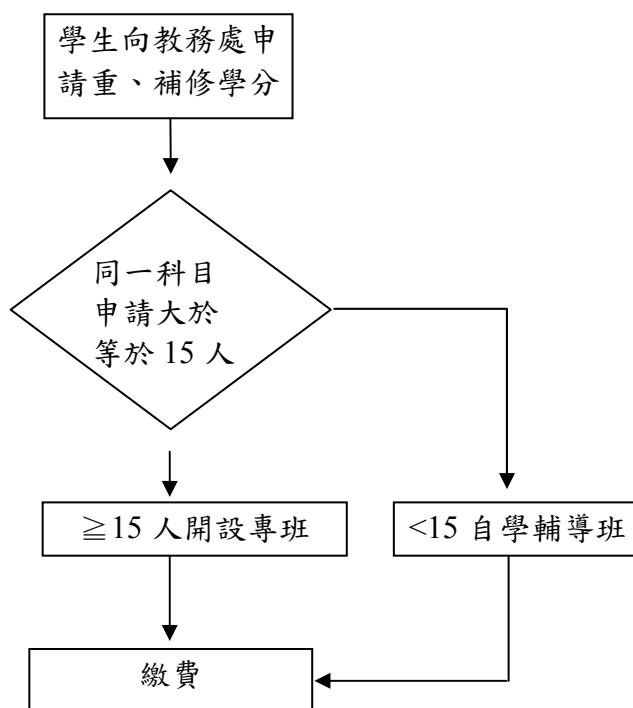 學生向教務處申
請重、補修學分
同一科目
申請大於
等於 15 人
≧15 人開設專班
<15 自學輔導班
繳費